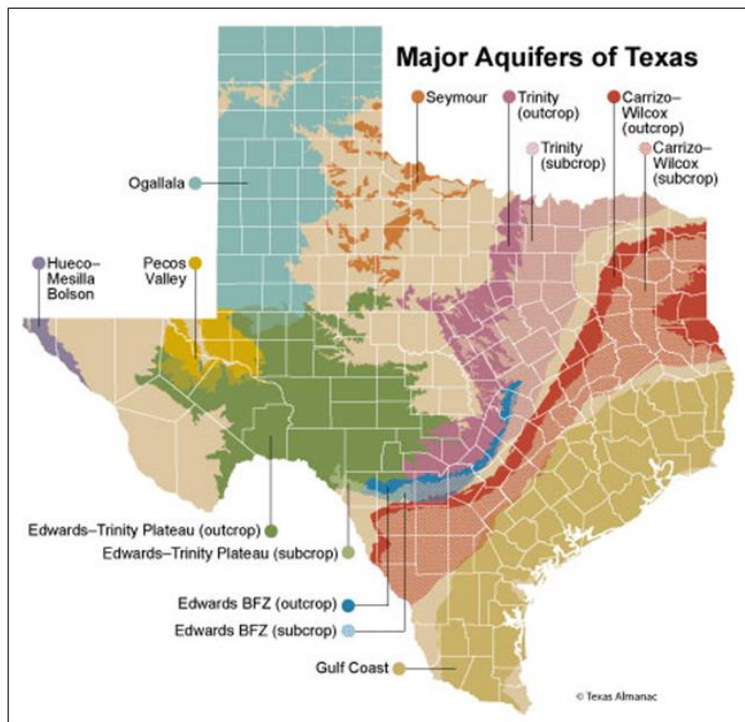 Major Aquifers of Texas
Seymour
Trinity
(outcrop)
Carrizo–
Wilcox
(outcrop)
Trinity
(subcrop)
Carrizo–
Wilcox
(subcrop)
Ogallala
Hueco–
Mesilla
Bolson
Pecos
Valley
Edwards–Trinity Plateau (outcrop)
Edwards–Trinity Plateau (subcrop)
Edwards BFZ (outcrop)
Edwards BFZ (subcrop)
Gulf Coast
© Texas Almanac